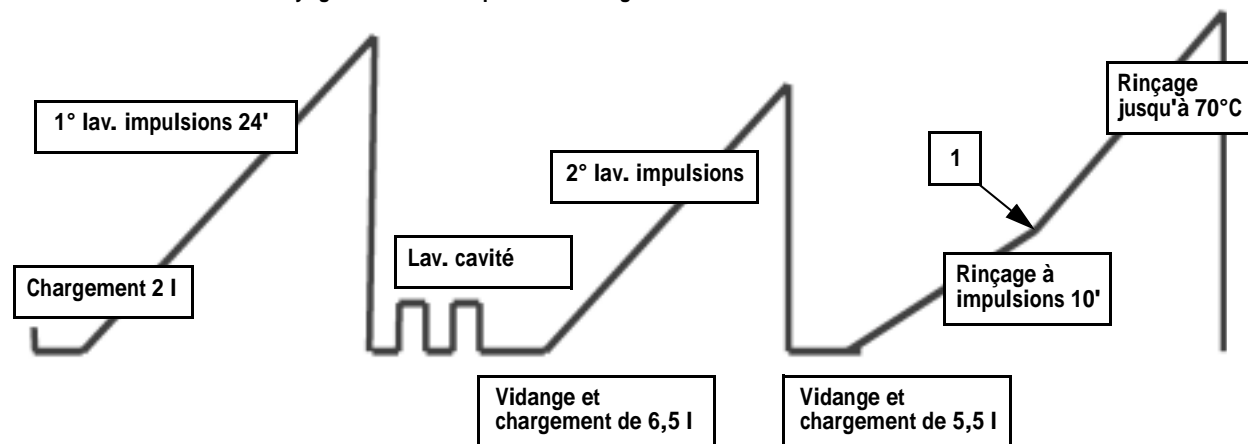 1° lav. impulsions 24'
Chargement 2 l
Lav. cavité
2° lav. impulsions
Vidange et
chargement de 6,5 l
1
Rinçage
jusqu'à 70°C
Rinçage à
impulsions 10'
Vidange et
chargement de 5,5 l